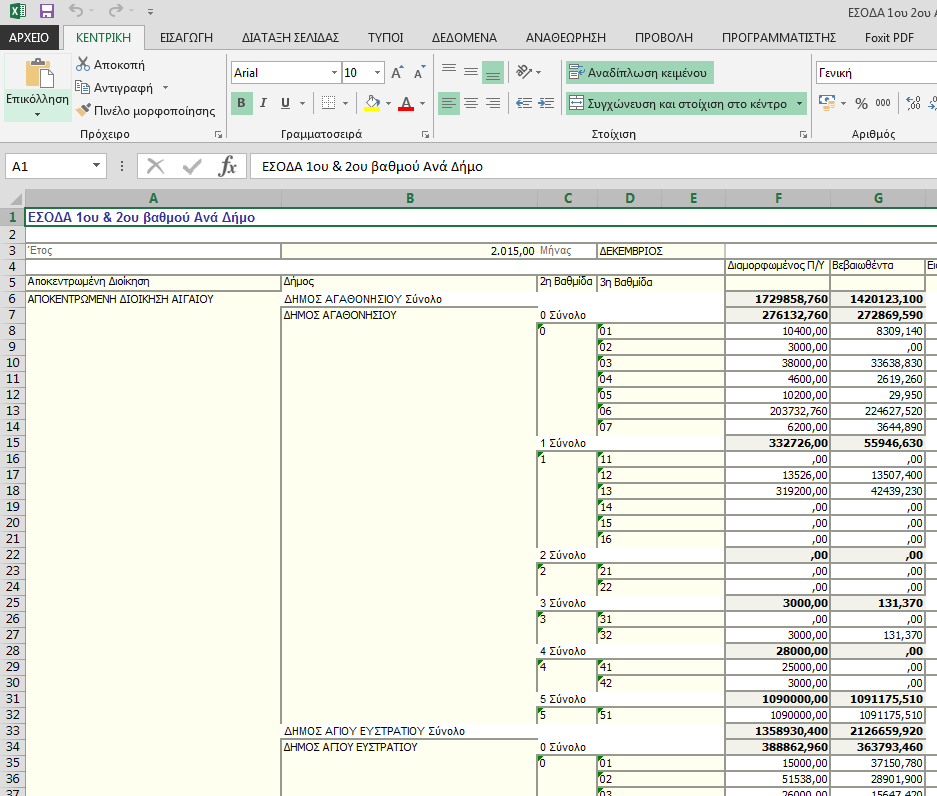 ΕΣΟΔΑ 1ου 2ου
ΑΡΧΕΙΟ ΚΕΝΤΡΙΚΗ ΕΙΣΑΓΩΓΗ ΔΙΑΤΑΞΗ ΣΕΛΙΔΑΣ ΤΥΠΟΙ ΔΕΔΟΜΕΝΑ ΑΝΑΘΕΩΡΗΣΗ ΠΡΟΒΟΛΗ ΠΡΟΓΡΑΜΜΑΤΙΣΤΗΣ Foxit PDF
Επικόλληση
Αποκοπή
Αντιγραφή
Πινέλο μορφοποίησης
Πρόχειρο
Arial 10 A A
B I U A
Γραμματοσειρά
Αναδίπλωση κειμένου
Συγχώνευση και στοίχιση στο κέντρο
Στοίχιση
Γενική
% 000
Αριθμός
A1 fx ΕΣΟΔΑ 1ου & 2ου βαθμού Ανά Δήμο
A B C D E F G
1 ΕΣΟΔΑ 1ου & 2ου βαθμού Ανά Δήμο
2
3 Έτος 2.015,00 Μήνας ΔΕΚΕΜΒΡΙΟΣ
4 Διαμορφωμένος Π/Υ Βεβαιωθέντα
5 Αποκεντρωμένη Διοίκηση Δήμος 2η Βαθμίδα 3η Βαθμίδα
6 ΑΠΟΚΕΝΤΡΩΜΕΝΗ ΔΙΟΙΚΗΣΗ ΑΙΓΑΙΟΥ ΔΗΜΟΣ ΑΓΑΘΟΝΗΣΙΟΥ Σύνολο 1729858,760 1420123,100
7 ΔΗΜΟΣ ΑΓΑΘΟΝΗΣΙΟΥ 0 Σύνολο 276132,760 272869,590
8 0 01 10400,00 8309,140
9 02 3000,00 ,00
10 03 38000,00 33638,830
11 04 4600,00 2619,260
12 05 10200,00 29,950
13 06 203732,760 224627,520
14 07 6200,00 3644,890
15 1 Σύνολο 332726,00 55946,630
16 1 11 ,00 ,00
17 12 13526,00 13507,400
18 13 319200,00 42439,230
19 14 ,00 ,00
20 15 ,00 ,00
21 16 ,00 ,00
22 2 Σύνολο ,00 ,00
23 2 21 ,00 ,00
24 22 ,00 ,00
25 3 Σύνολο 3000,00 131,370
26 3 31 ,00 ,00
27 32 3000,00 131,370
28 4 Σύνολο 28000,00 ,00
29 4 41 25000,00 ,00
30 42 3000,00 ,00
31 5 Σύνολο 1090000,00 1091175,510
32 5 51 1090000,00 1091175,510
33 ΔΗΜΟΣ ΑΓΙΟΥ ΕΥΣΤΡΑΤΙΟΥ Σύνολο 1358930,400 2126659,920
34 ΔΗΜΟΣ ΑΓΙΟΥ ΕΥΣΤΡΑΤΙΟΥ 0 Σύνολο 388862,960 363793,460
35 0 01 15000,00 37150,780
36 02 51538,00 28901,900
37 03 26000,00 15647,420